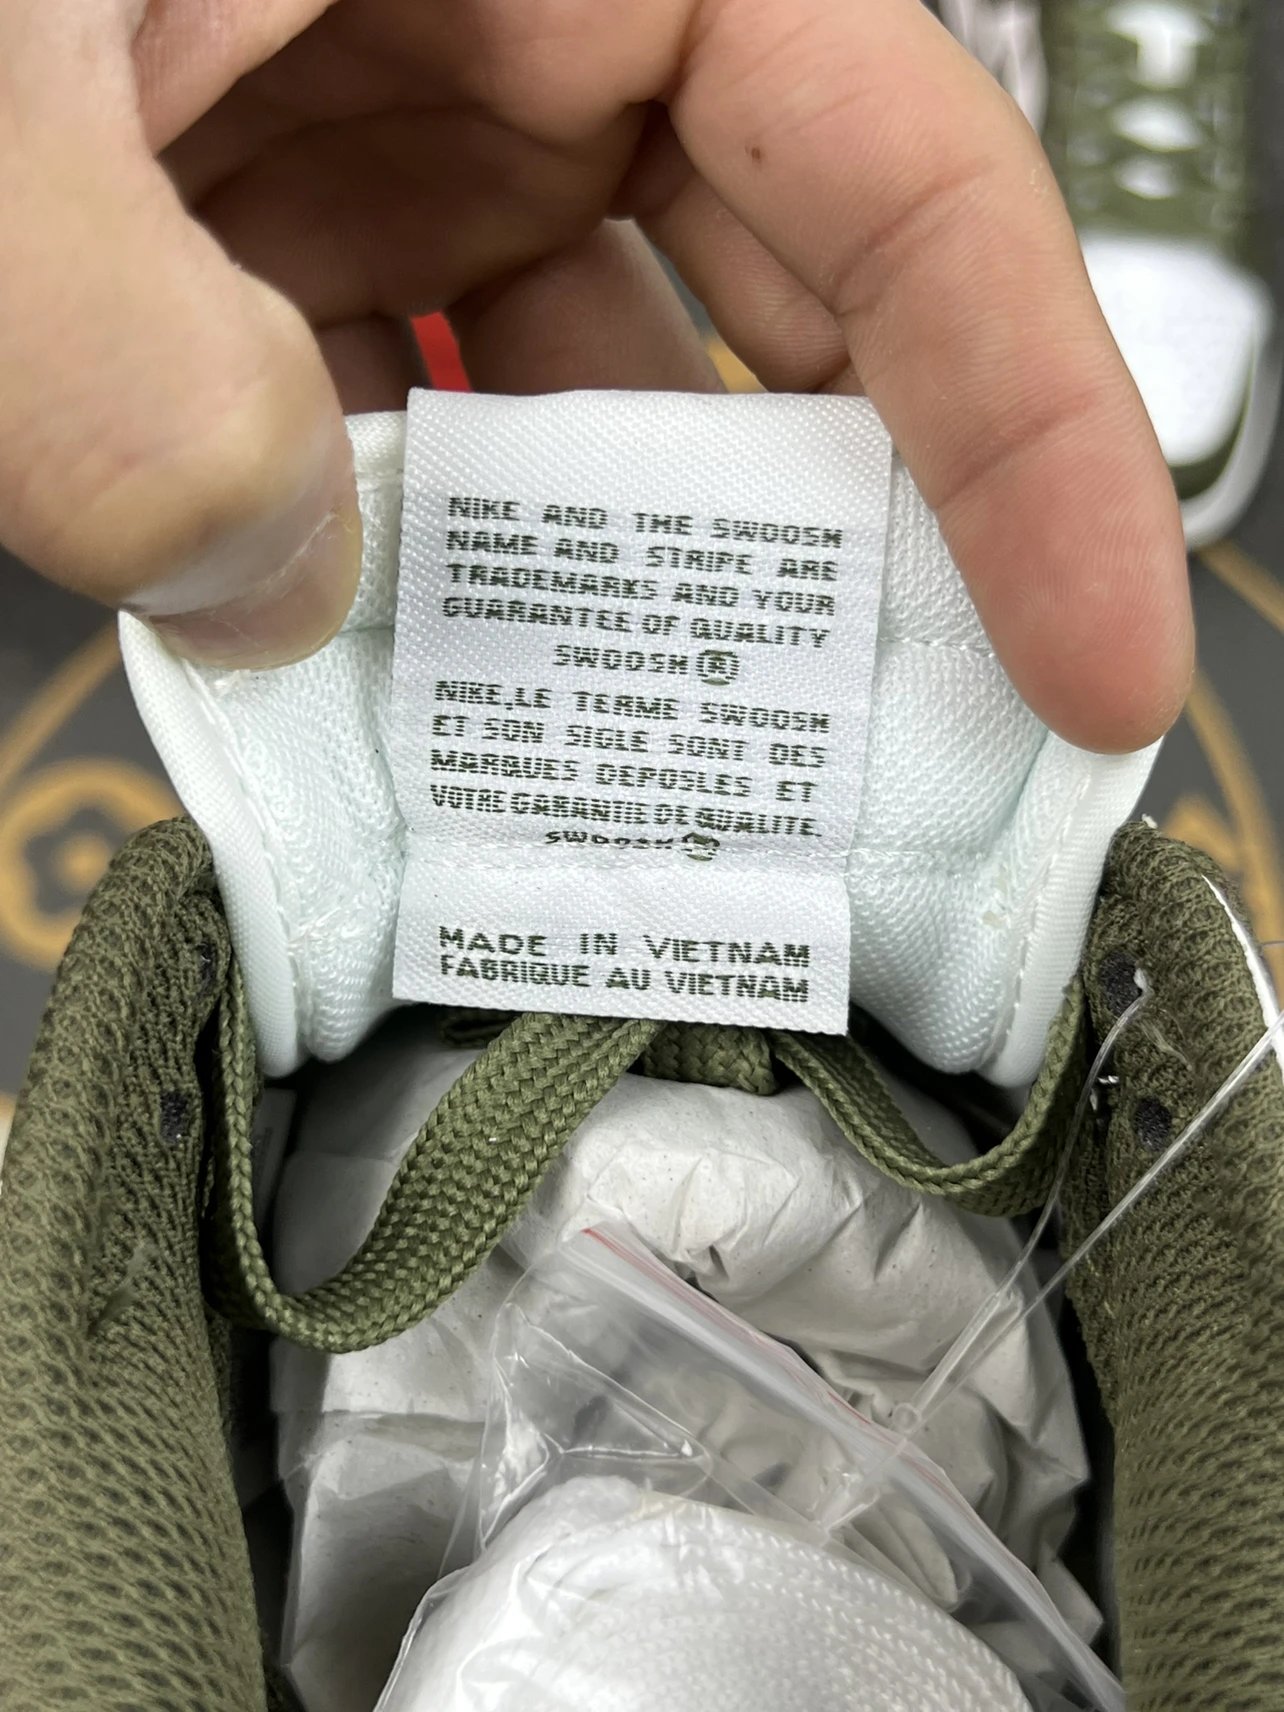 NIKE AND THE SWOOSH
NAME AND STRIPE ARE
TRADEMARKS AND YOUR
GUARANTEE OF QUALITY
SWOOSH®
NIKE,LE TERME SWOOSH
ET SON SIGLE SONT DES
MARQUES DEPOSLES ET
VOTRE GARANTIE DE QUALITE.
SWOOSH®
MADE IN VIETNAM
FABRIQUE AU VIETNAM